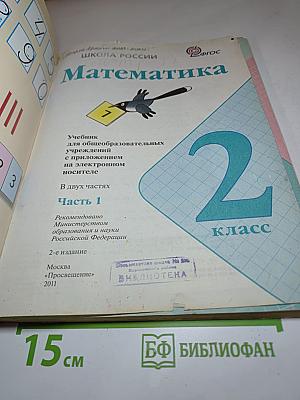 ШКОЛА РОССИИ
ФГОС
Математика
7
Учебник
для общеобразовательных
учреждений
с приложением
на электронном
носителе
В двух частях
Часть 1
2
класс
Рекомендовано
Министерством
образования и науки
Российской Федерации
2-е издание
Москва
«Просвещение»
2011
БИБЛИОТЕКА
3
15 см
БФ БИБЛИОФАН